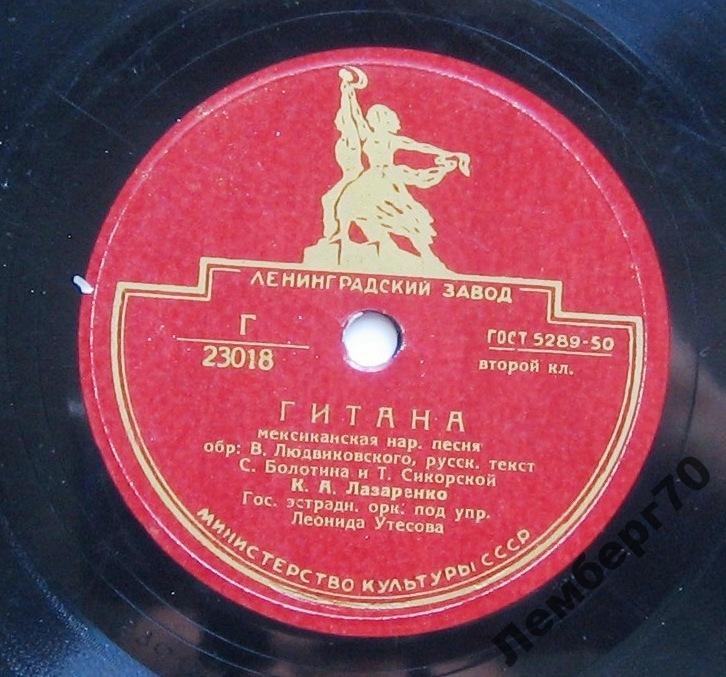 ЛЕНИНГРАДСКИЙ ЗАВОД
Г
23018
ГОСТ 5289-50
второй кл.
ГИТАНА
мексиканская нар. песня
обр: В. Людвиковского, русск. текст
С. Болотина и Т. Сикорской
К. А. Лазаренко
Гос. эстрадн. орк. под упр.
Леонида Утесова
МИНИСТЕРСТВО КУЛЬТУРЫ СССР
Лемберг70